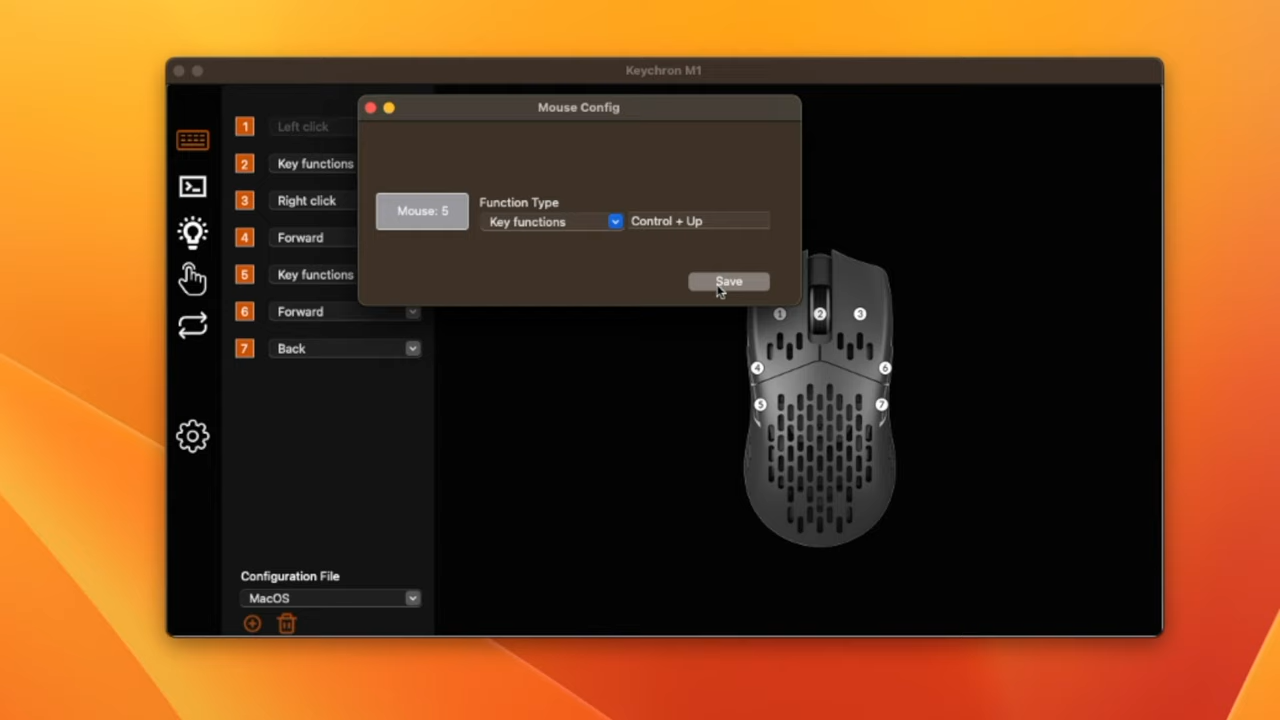 Keychron M1
Mouse Config
1 Left click
2 Key functions
3 Right click
4 Forward
5 Key functions
6 Forward
7 Back
Mouse: 5
Function Type
Key functions
Control + Up
Save
1 2 3
4 6
5 7
Configuration File
MacOS